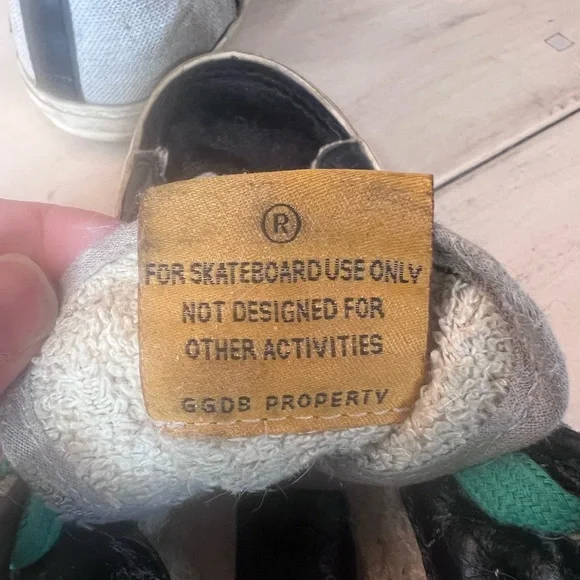 ®
FOR SKATEBOARD USE ONLY
NOT DESIGNED FOR
OTHER ACTIVITIES
GGDB PROPERTY